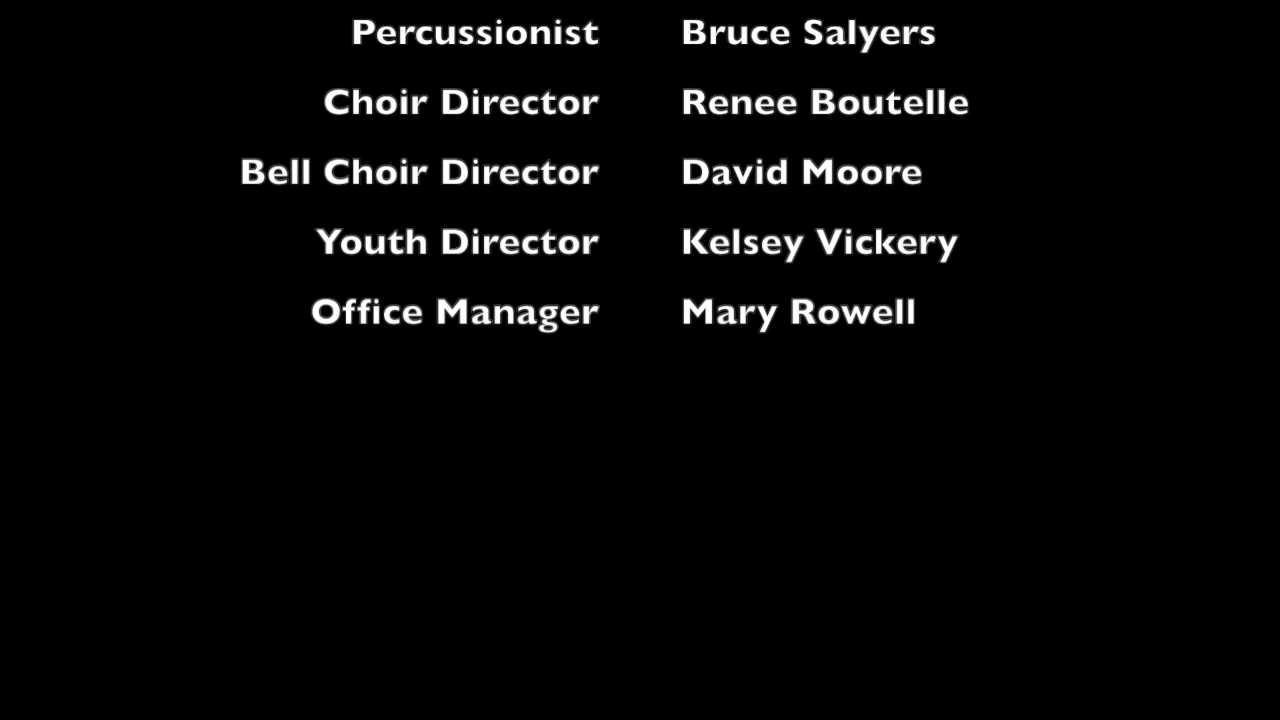 Percussionist Bruce Salyers
Choir Director Renee Boutelle
Bell Choir Director David Moore
Youth Director Kelsey Vickery
Office Manager Mary Rowell